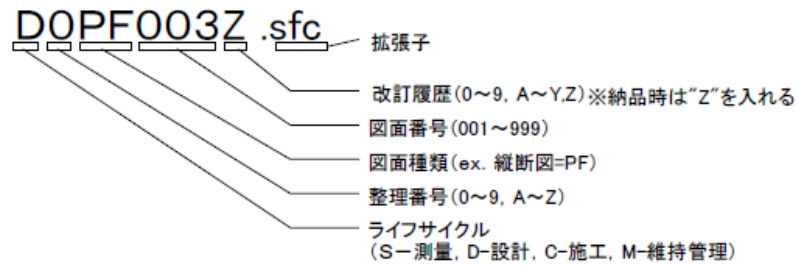 D0PF003Z .sfc
拡張子
改訂履歴(0～9, A～Y,Z)※納品時は"Z"を入れる
図面番号(001～999)
図面種類(ex. 縦断図=PF)
整理番号(0～9, A～Z)
ライフサイクル
(S－測量, D-設計, C-施工, M-維持管理)